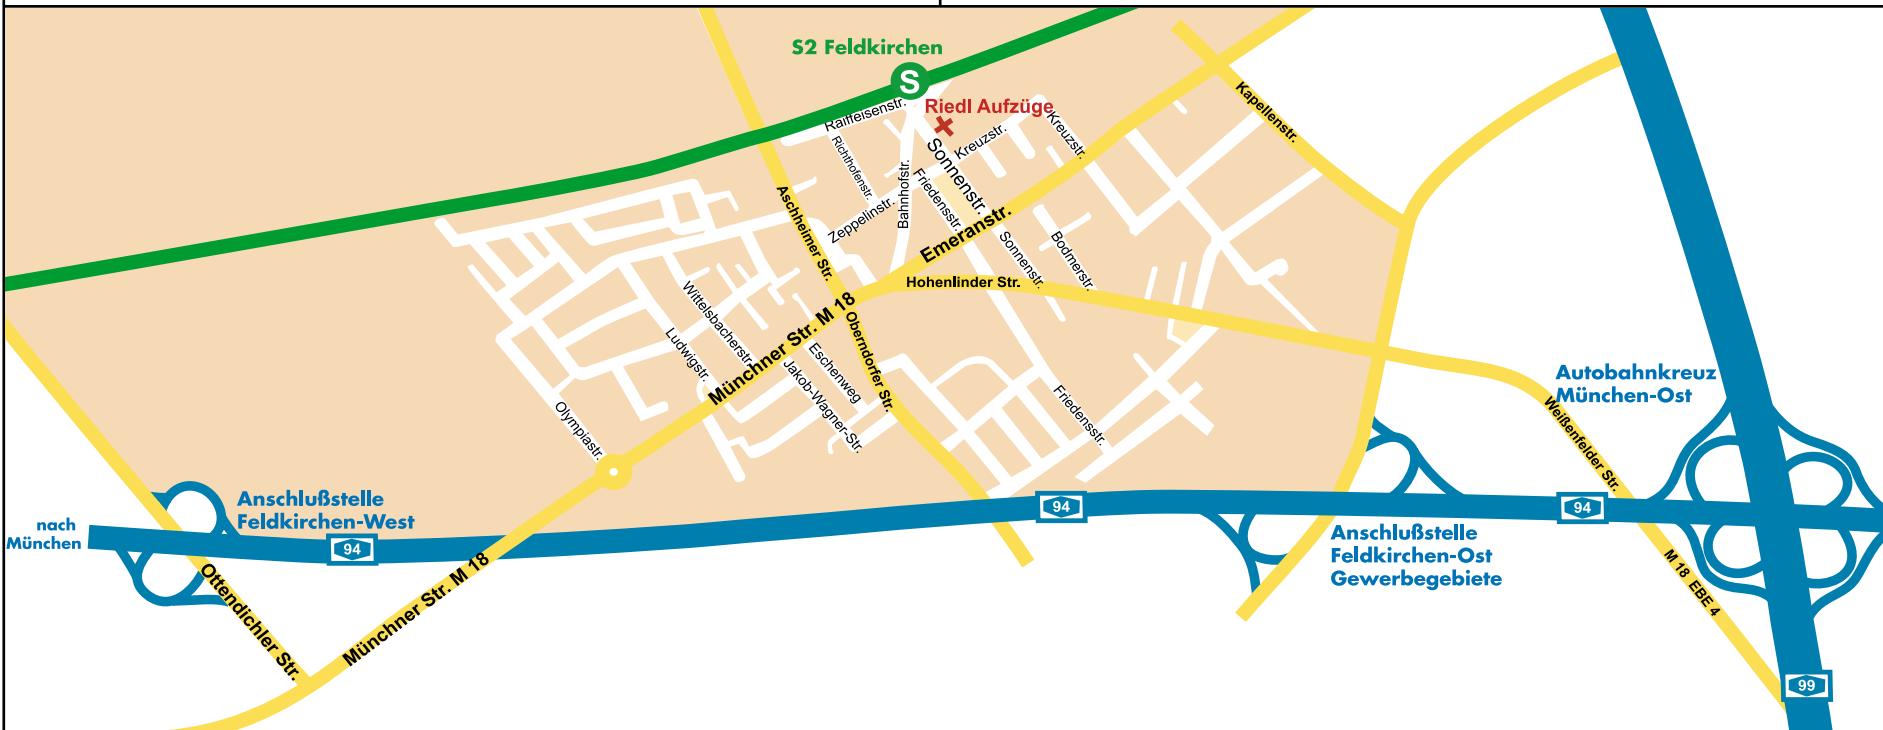 S2 Feldkirchen
S
Riedl Aufzüge
Raiffeisenstr.
Richthofenstr.
Zeppelinstr.
Bahnhofstr.
Friedensstr.
Sonnenstr.
Kreuzstr.
Kreuzstr.
Kapellenstr.
Aschheimer Str.
Emeranstr.
Sonnenstr.
Bodmerstr.
Hohenlinder Str.
Wittelsbacherstr.
Ludwigstr.
Münchner Str. M 18
Oberndorfer Str.
Eschenweg
Jakob-Wagner-Str.
Olympiastr.
Friedensstr.
Autobahnkreuz
München-Ost
Weißenfelder Str.
Anschlußstelle
Feldkirchen-West
nach
München
94
94
94
Anschlußstelle
Feldkirchen-Ost
Gewerbegebiete
Ottendichler Str.
Münchner Str. M 18
M 18 EBE 4
99